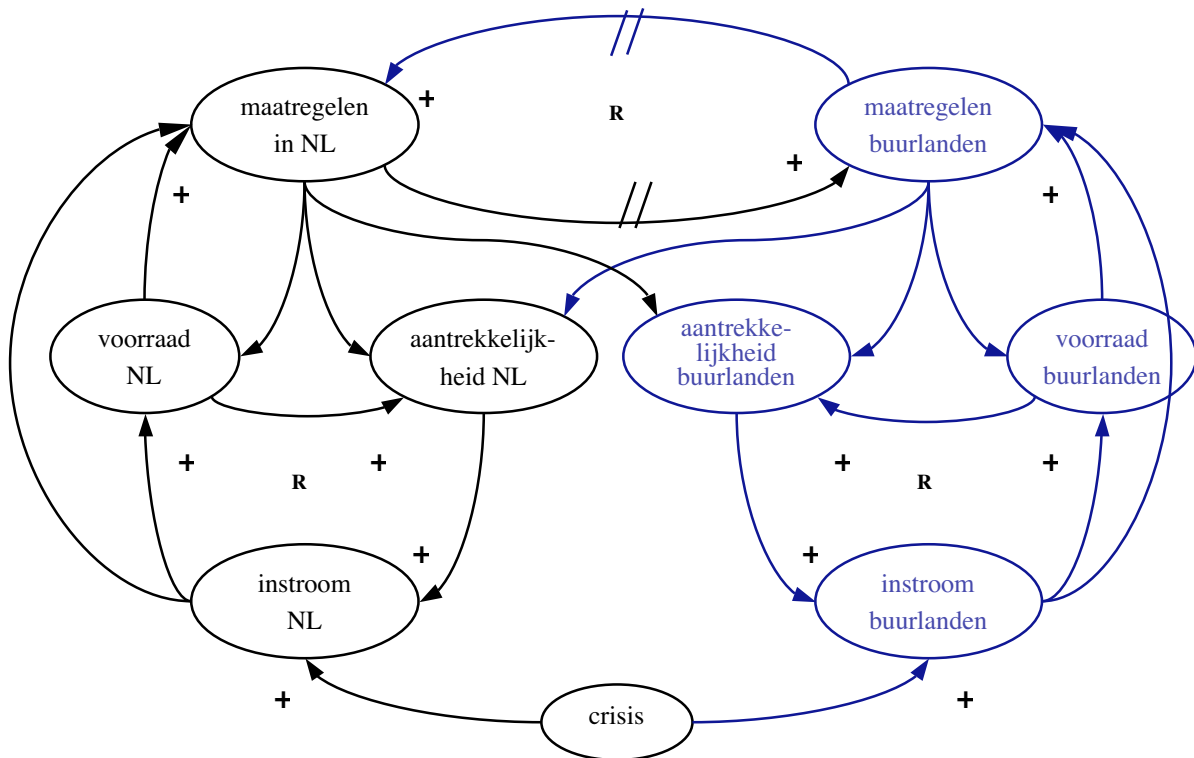 maatregelen
in NL
+
R
+
maatregelen
buurlanden
+
+
voorraad
NL
aantrekkelijk-
heid NL
aantrekke-
lijkheid
buurlanden
voorraad
buurlanden
+
R
+
+
R
+
+
+
instroom
NL
instroom
buurlanden
+
crisis
+